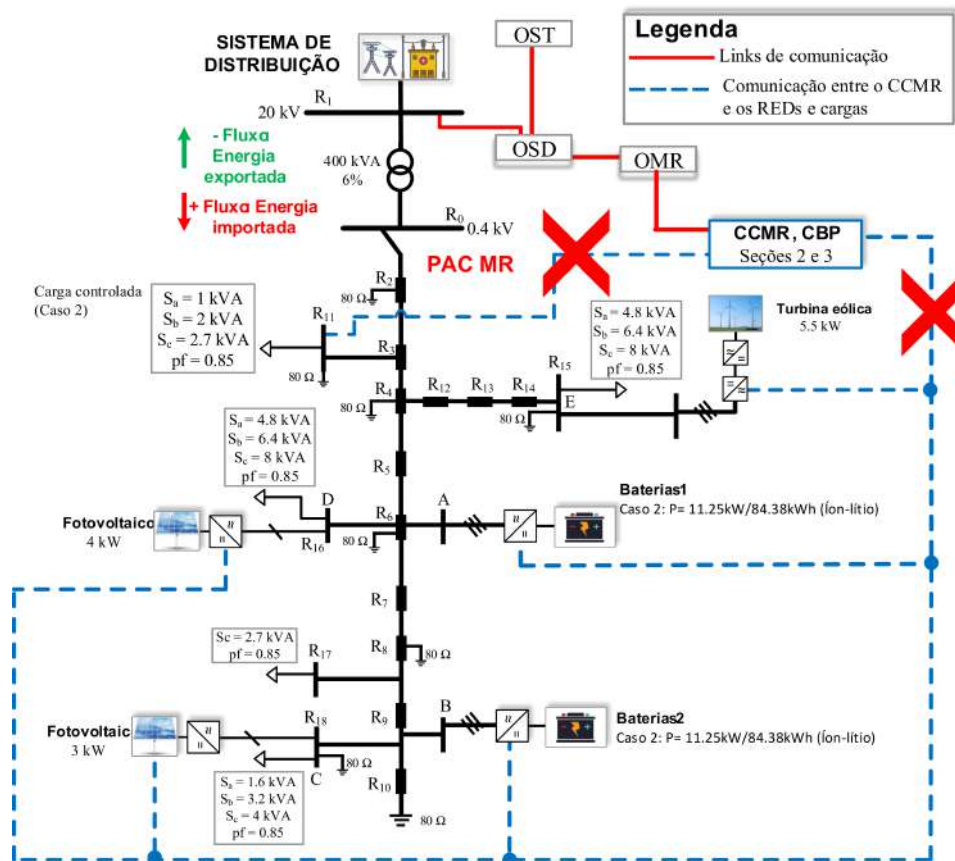 SISTEMA DE
DISTRIBUIÇÃO
OST
Legenda
Links de comunicação
Comunicação entre o CCMR
e os REDs e cargas
R1
20 kV
- Fluxo
Energia
exportada
400 kVA
6%
OSD
OMR
+ Fluxo Energia
importada
R0
0.4 kV
PAC MR
CCMR, CBP
Seções 2 e 3
Carga controlada
(Caso 2)
Sa = 1 kVA
Sb = 2 kVA
Sc = 2.7 kVA
pf = 0.85
R2
80 Ω
R11
80 Ω
R3
Sa = 4.8 kVA
Sb = 6.4 kVA
Sc = 8 kVA
pf = 0.85
Turbina eólica
5.5 kW
R4
80 Ω
R12
R13
R14
R15
E
80 Ω
Sa = 4.8 kVA
Sb = 6.4 kVA
Sc = 8 kVA
pf = 0.85
R5
Fotovoltaico
4 kW
D
R16
R6
80 Ω
A
Baterias1
Caso 2: P= 11.25kW/84.38kWh (Íon-lítio)
R7
Sc = 2.7 kVA
pf = 0.85
R17
R8
80 Ω
Fotovoltaic
3 kW
R18
C
80 Ω
R9
B
Baterias2
Caso 2: P= 11.25kW/84.38kWh (Íon-lítio)
Sa = 1.6 kVA
Sb = 3.2 kVA
Sc = 4 kVA
pf = 0.85
R10
80 Ω